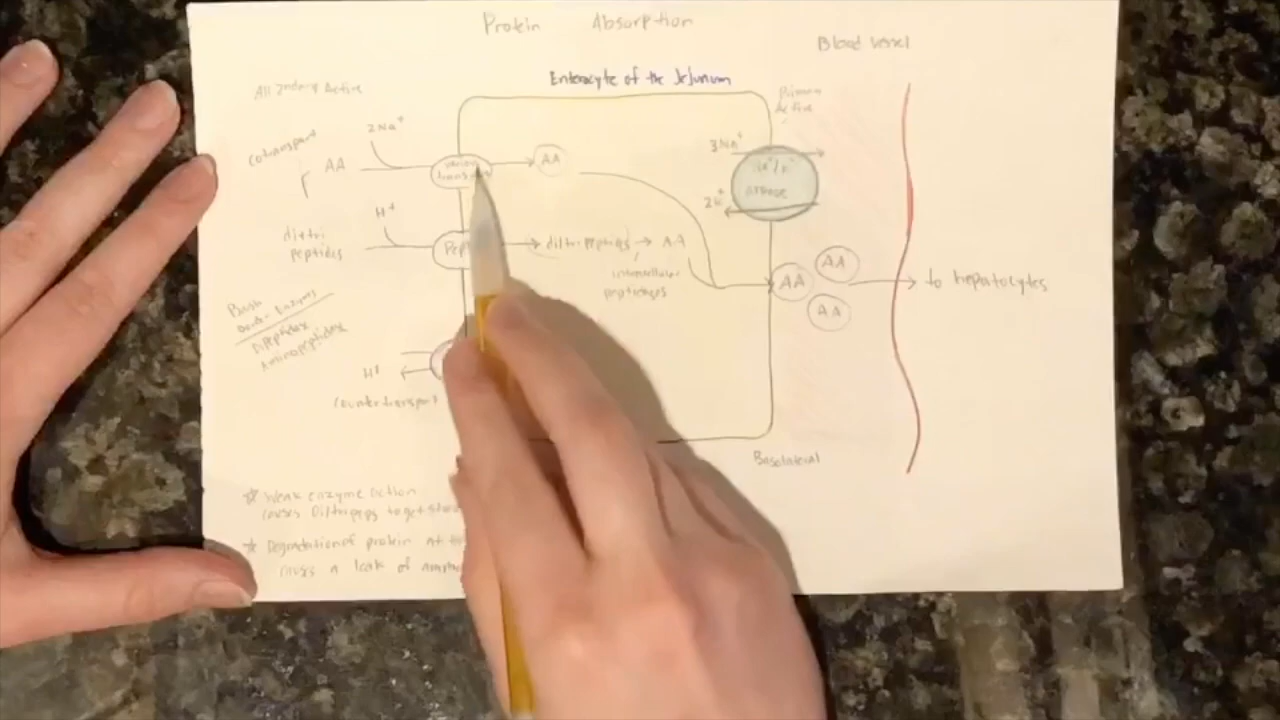 Protein Absorption
Blood vessel
Enterocyte of the Jejunum
All 2ndary Active
Primary
Active
2Na⁺
3Na⁺
cotransport
AA
AA
Na⁺/K⁺
ATPase
2K⁺
H⁺
di/tri
peptides
Pep
di/tri peptides → AA
intracellular
peptidases
AA
AA
AA
to hepatocytes
Brush
Border Enzymes
Dipeptidase
Aminopeptidase
H⁺
countertransport
Basolateral
☆ Weak enzyme action
causes Di/tripeps to get
☆ Degradation of protein At
causes a leak of